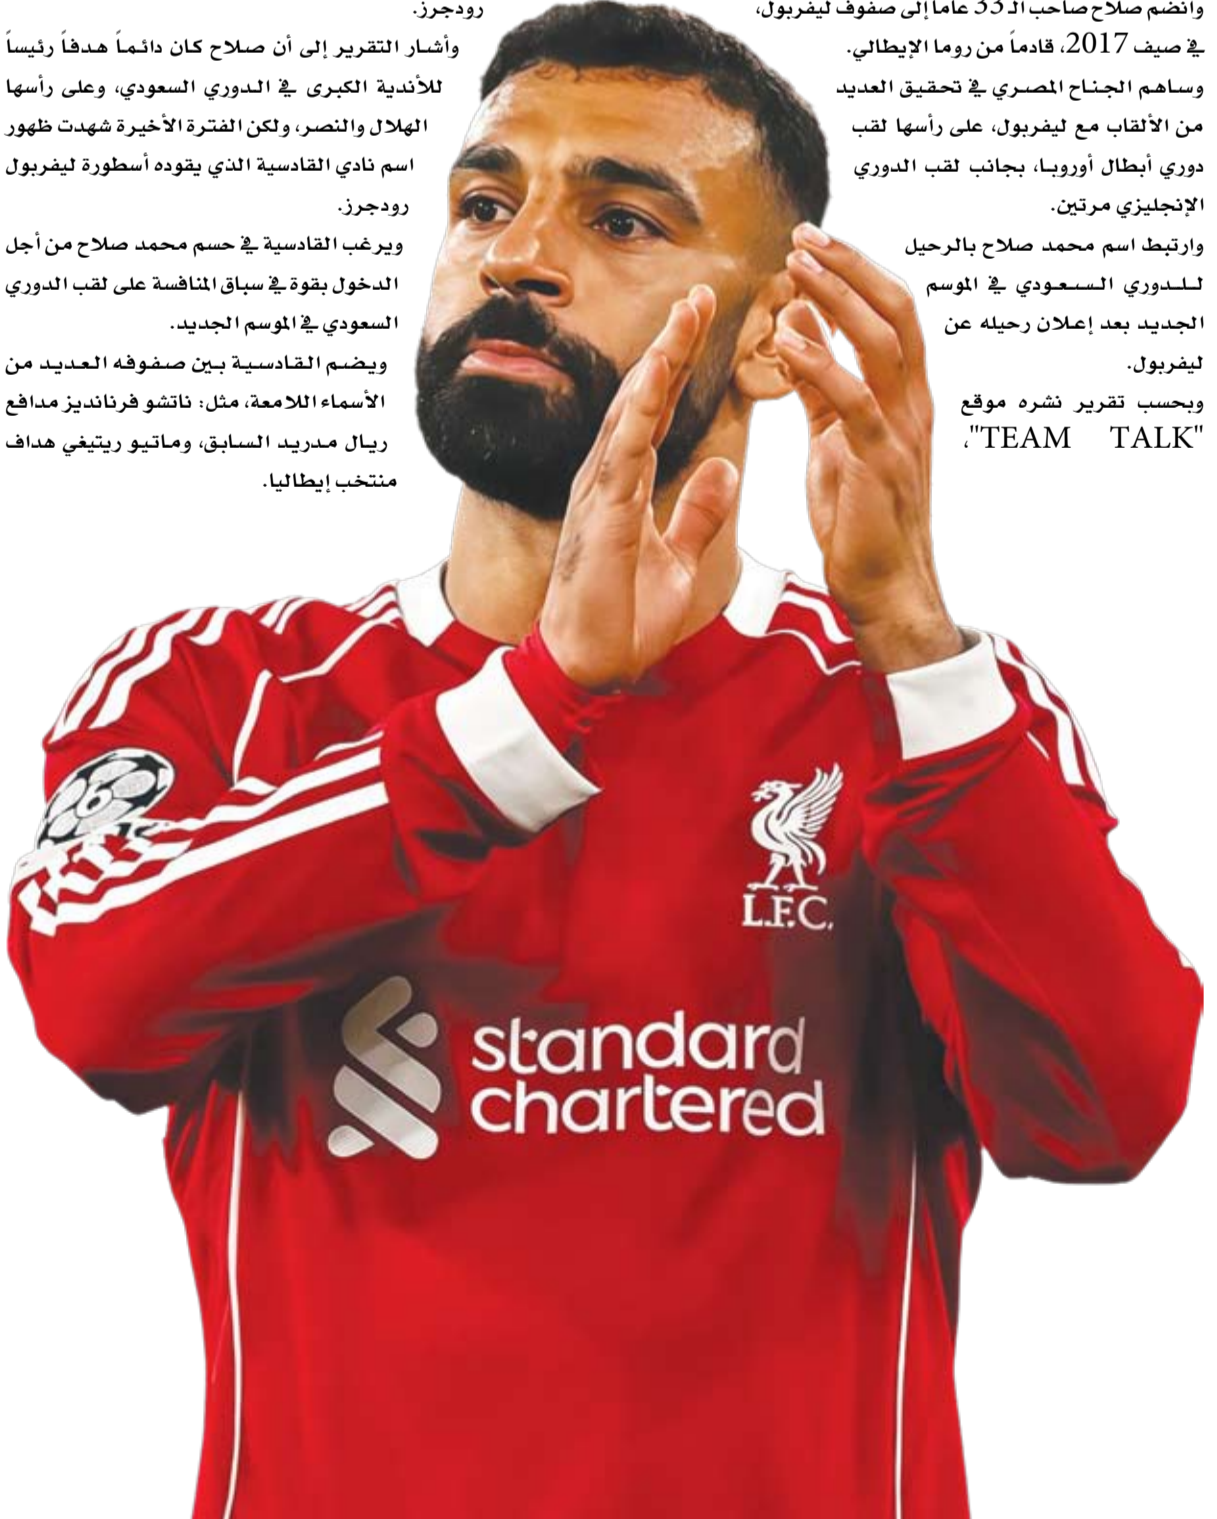 وانضم صلاح صاحب الـ 33 عاما إلى صفوف ليفربول،
في صيف 2017، قادماً من روما الإيطالي.
وساهم الجناح المصري في تحقيق العديد
من الألقاب مع ليفربول، على رأسها لقب
دوري أبطال أوروبا، بجانب لقب الدوري
الإنجليزي مرتين.
وارتبط اسم محمد صلاح بالرحيل
للدوري السعودي في الموسم
الجديد بعد إعلان رحيله عن
ليفربول.
وبحسب تقرير نشره موقع
"TEAM TALK"،
رودجرز.
وأشار التقرير إلى أن صلاح كان دائماً هدفاً رئيساً
للأندية الكبرى في الدوري السعودي، وعلى رأسها
الهلال والنصر، ولكن الفترة الأخيرة شهدت ظهور
اسم نادي القادسية الذي يقوده أسطورة ليفربول
رودجرز.
ويرغب القادسية في حسم محمد صلاح من أجل
الدخول بقوة في سباق المنافسة على لقب الدوري
السعودي في الموسم الجديد.
ويضم القادسية بين صفوفه العديد من
الأسماء اللامعة، مثل: ناتشو فرنانديز مدافع
ريال مدريد السابق، وماتيو ريتيغي هداف
منتخب إيطاليا.
6
L.F.C.
standard
chartered